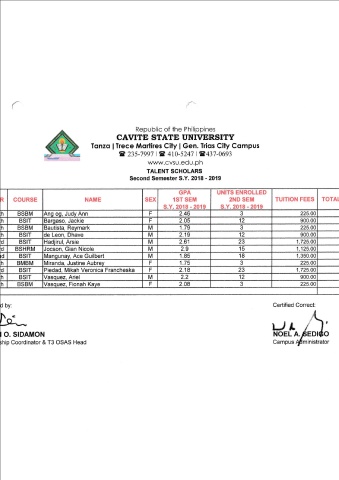 Republic of the Philippines
CAVITE STATE UNIVERSITY
Tanza | Trece Martires City | Gen. Trias City Campus
☎ 235-7997 | ☎ 410-5247 | ☎437-0693
www.cvsu.edu.ph
TALENT SCHOLARS
Second Semester S.Y. 2018 - 2019
R COURSE NAME SEX GPA 1ST SEM S.Y. 2018 - 2019 UNITS ENROLLED 2ND SEM S.Y. 2018 - 2019 TUITION FEES TOTAL
h BSBM Ang og, Judy Ann F 2.46 3 225.00
h BSIT Bargaso, Jackie F 2.05 12 900.00
h BSBM Bautista, Reymark M 1.79 3 225.00
h BSIT de Leon, Dhave M 2.19 12 900.00
d BSIT Hadjirul, Arsie M 2.61 23 1,725.00
d BSHRM Jocson, Gian Nicole M 2.9 15 1,125.00
d BSIT Mangunay, Ace Guilbert M 1.85 18 1,350.00
h BMBM Miranda, Justine Aubrey F 1.75 3 225.00
d BSIT Piedad, Mikah Veronica Francheska F 2.18 23 1,725.00
h BSIT Vasquez, Ariel M 2.2 12 900.00
h BSBM Vasquez, Fionah Kaye F 2.08 3 225.00
d by: Certified Correct:
O. SIDAMON NOEL A. SEDIGO
ship Coordinator & T3 OSAS Head Campus Administrator